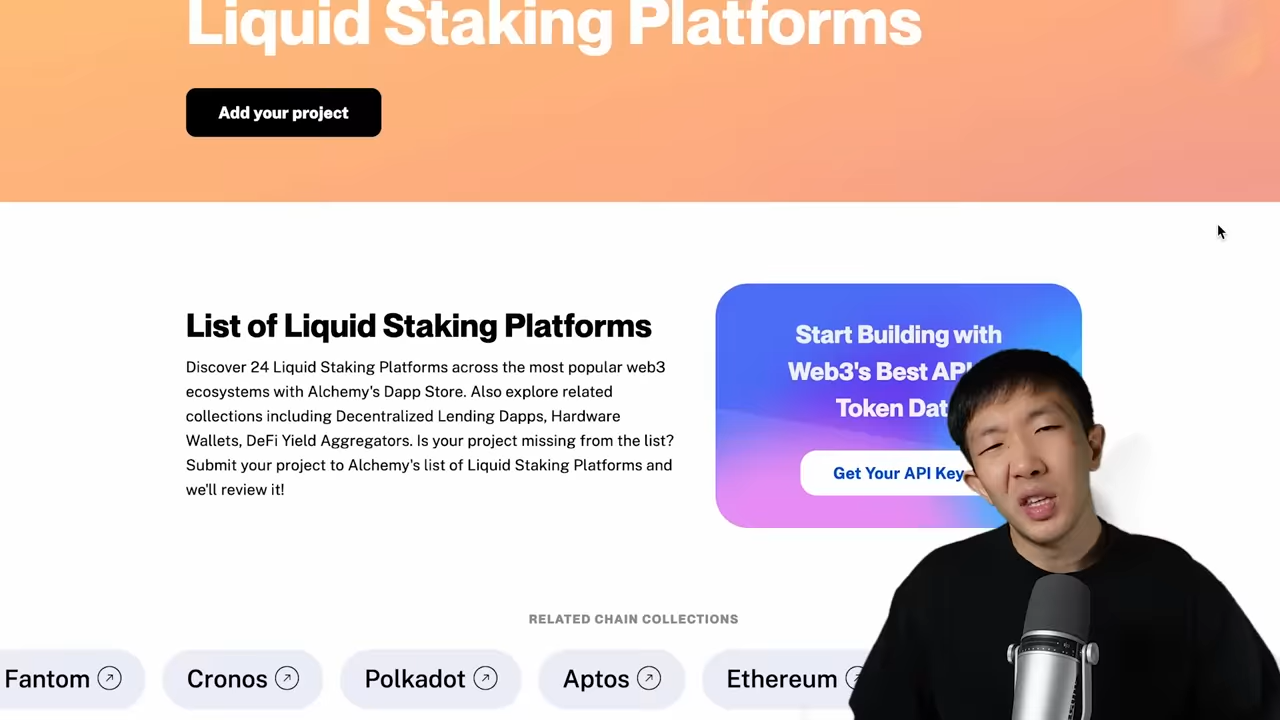 Liquid Staking Platforms
Add your project
List of Liquid Staking Platforms
Discover 24 Liquid Staking Platforms across the most popular web3
ecosystems with Alchemy's Dapp Store. Also explore related
collections including Decentralized Lending Dapps, Hardware
Wallets, DeFi Yield Aggregators. Is your project missing from the list?
Submit your project to Alchemy's list of Liquid Staking Platforms and
we'll review it!
Start Building with
Web3's Best
Token
Get Your API Key
RELATED CHAIN COLLECTIONS
Fantom
Cronos
Polkadot
Aptos
Ethereum